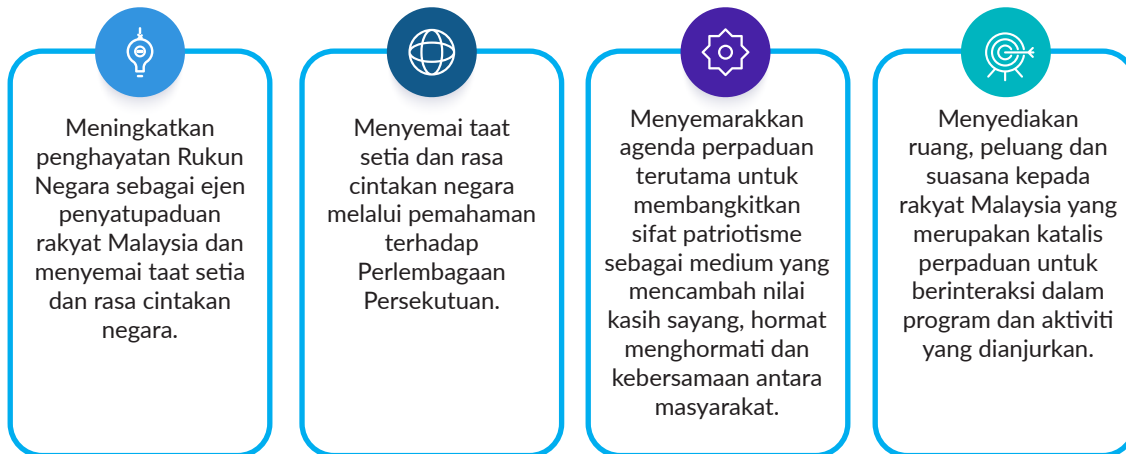 Meningkatkan
penghayatan Rukun
Negara sebagai ejen
penyatupaduan
rakyat Malaysia dan
menyemai taat setia
dan rasa cintakan
negara.
Menyemai taat
setia dan rasa
cintakan negara
melalui pemahaman
terhadap
Perlembagaan
Persekutuan.
Menyemarakkan
agenda perpaduan
terutama untuk
membangkitkan
sifat patriotisme
sebagai medium yang
mencambah nilai
kasih sayang, hormat
menghormati dan
kebersamaan antara
masyarakat.
Menyediakan
ruang, peluang dan
suasana kepada
rakyat Malaysia yang
merupakan katalis
perpaduan untuk
berinteraksi dalam
program dan aktiviti
yang dianjurkan.